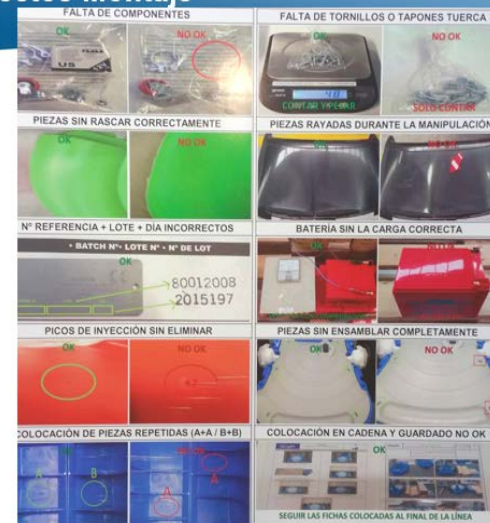 FALTA DE COMPONENTES
OK
NO OK
US
FALTA DE TORNILLOS O TAPONES TUERCA
OK
NO OK
CONTAR Y PESAR
SOLO CONTAR
PIEZAS SIN RASCAR CORRECTAMENTE
OK
NO OK
PIEZAS RAYADAS DURANTE LA MANIPULACIÓN
Nº REFERENCIA + LOTE + DÍA INCORRECTOS
• BATCH Nº• LOTE Nº • Nº DE LOT
OK
80012008
2015197
BATERÍA SIN LA CARGA CORRECTA
OK
PICOS DE INYECCIÓN SIN ELIMINAR
OK
NO OK
PIEZAS SIN ENSAMBLAR COMPLETAMENTE
OK
NO OK
COLOCACIÓN DE PIEZAS REPETIDAS (A+A / B+B)
A
B
A
A
COLOCACIÓN EN CADENA Y GUARDADO NO OK
OK
SEGUIR LAS FICHAS COLOCADAS AL FINAL DE LA LÍNEA